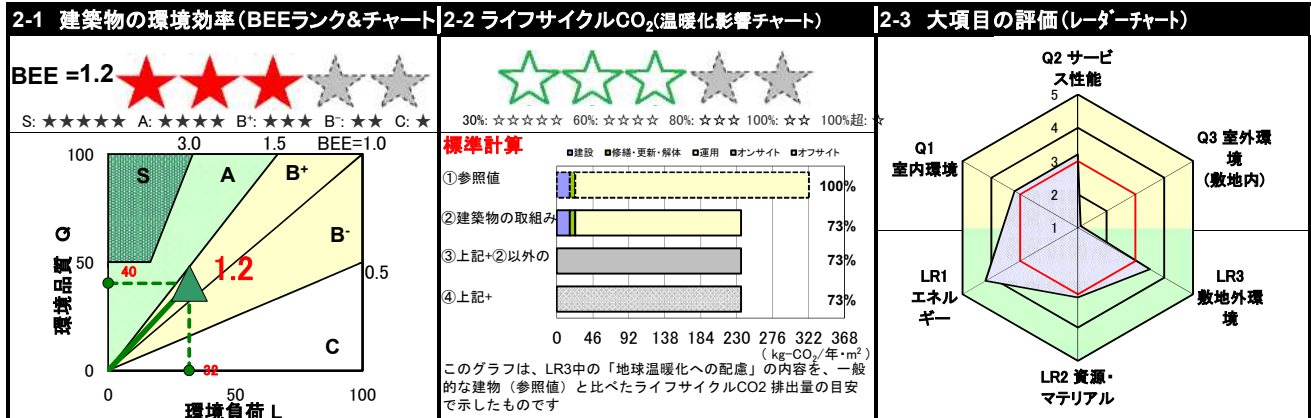 2-1 建築物の環境効率(BEEランク&チャート
BEE =1.2
S: ★★★★★ A: ★★★★ B⁺: ★★★ B⁻: ★★ C: ★
3.0 1.5 BEE=1.0
100
S
A
B⁺
B⁻
50
40
1.2
0.5
C
32
0
0 50 100
環境品質 Q
環境負荷 L
2-2 ライフサイクルCO₂(温暖化影響チャート)
30%: ☆☆☆☆☆ 60%: ☆☆☆☆ 80%: ☆☆☆ 100%: ☆☆ 100%超: ☆
標準計算
建設 修繕・更新・解体 運用 オンサイト オフサイト
①参照値 100%
②建築物の取組み 73%
③上記+②以外の 73%
④上記+ 73%
0 46 92 138 184 230 276 322 368
( kg-CO₂/年・m² )
このグラフは、LR3中の「地球温暖化への配慮」の内容を、一般
的な建物(参照値)と比べたライフサイクルCO2 排出量の目安
で示したものです
2-3 大項目の評価(レーダーチャート)
Q2 サービ
ス性能
5
4
3
2
1
Q1
室内環境
Q3 室外環
境
(敷地内)
LR1
エネル
ギー
LR3
敷地外環
境
LR2 資源・
マテリアル